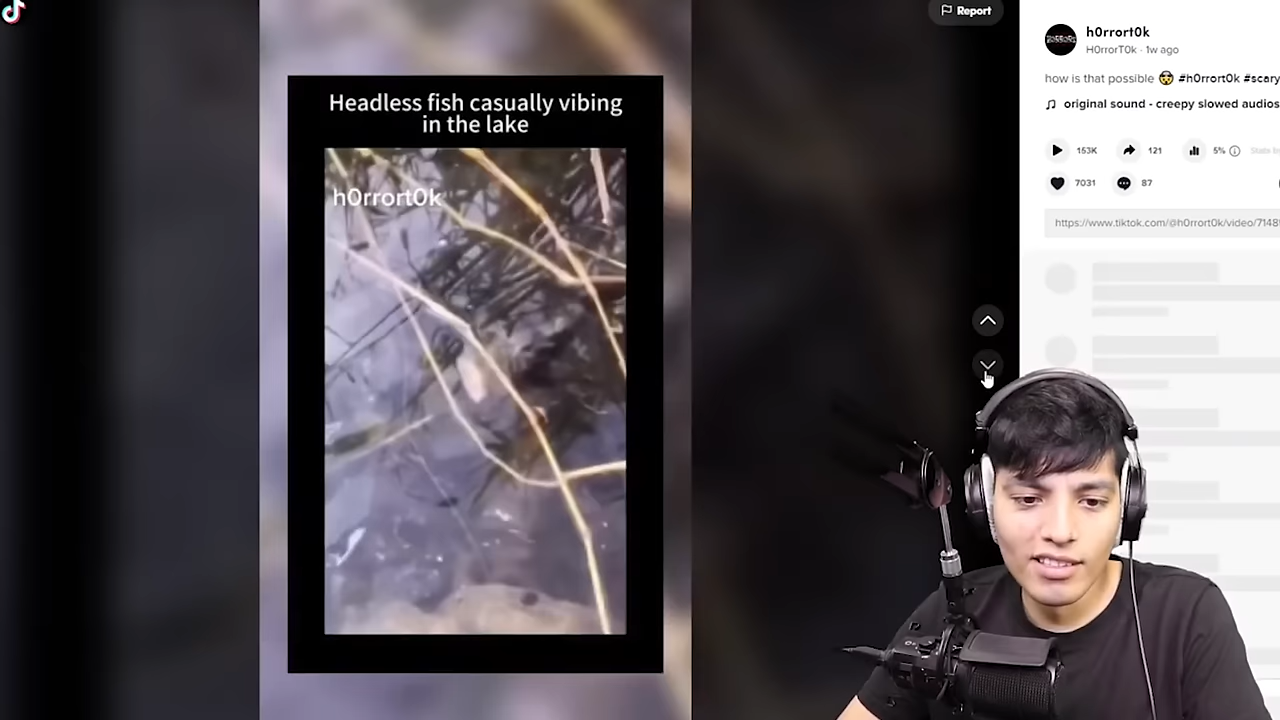 Report
h0rrort0k
H0rrorT0k · 1w ago
how is that possible 😨 #h0rrort0k #scary
original sound - creepy slowed audios
153K 121 5%
7031 87
https://www.tiktok.com/@h0rrort0k/video/7148
Headless fish casually vibing
in the lake
h0rrort0k